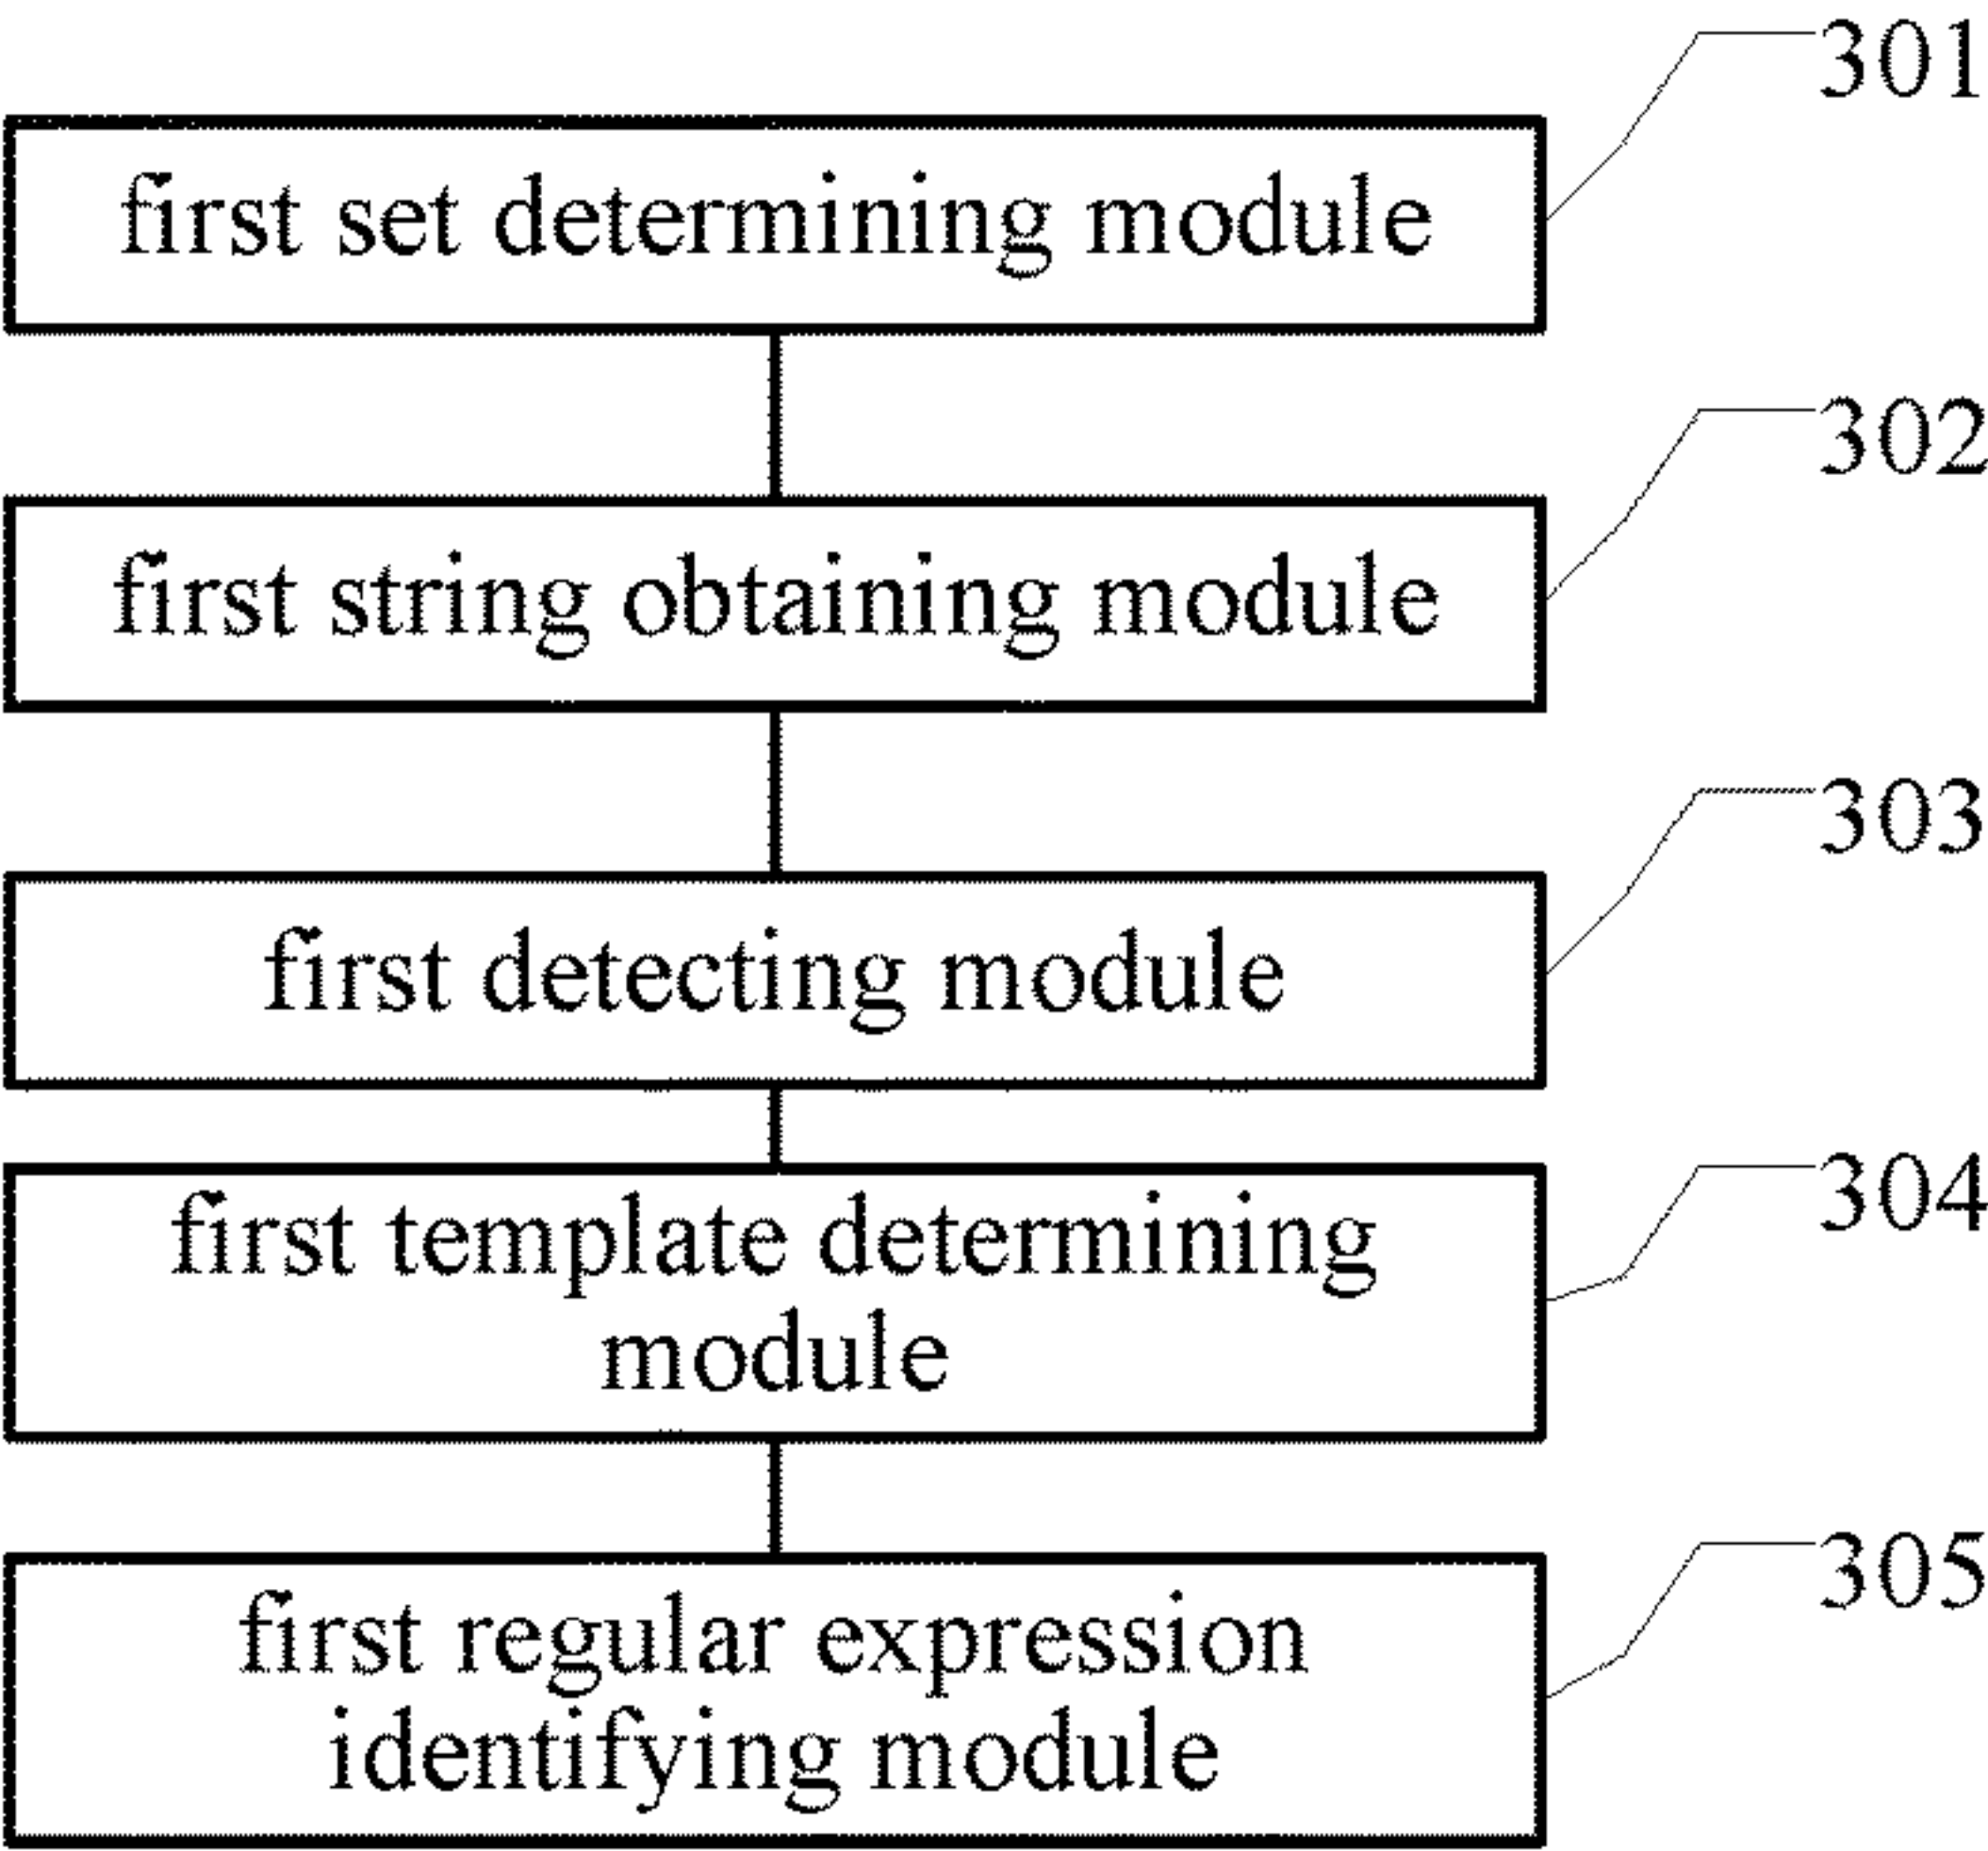 301
first set determining module
302
first string obtaining module
303
first detecting module
304
first template determining
module
305
first regular expression
identifying module